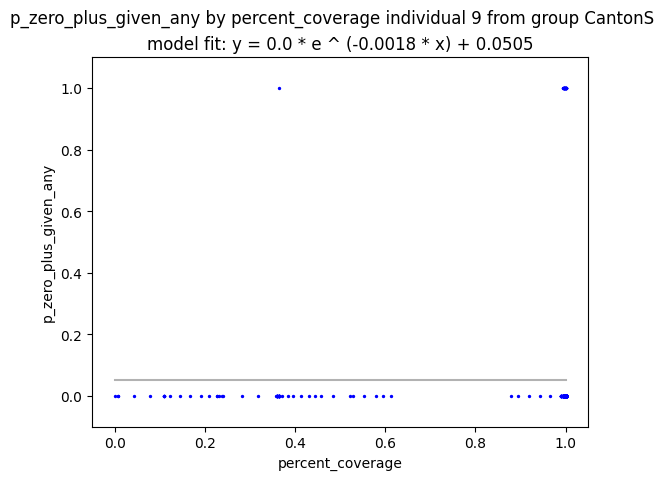 p_zero_plus_given_any by percent_coverage individual 9 from group CantonS
model fit: y = 0.0 * e ^ (-0.0018 * x) + 0.0505
1.0
0.8
0.6
0.4
0.2
0.0
p_zero_plus_given_any
0.0 0.2 0.4 0.6 0.8 1.0
percent_coverage